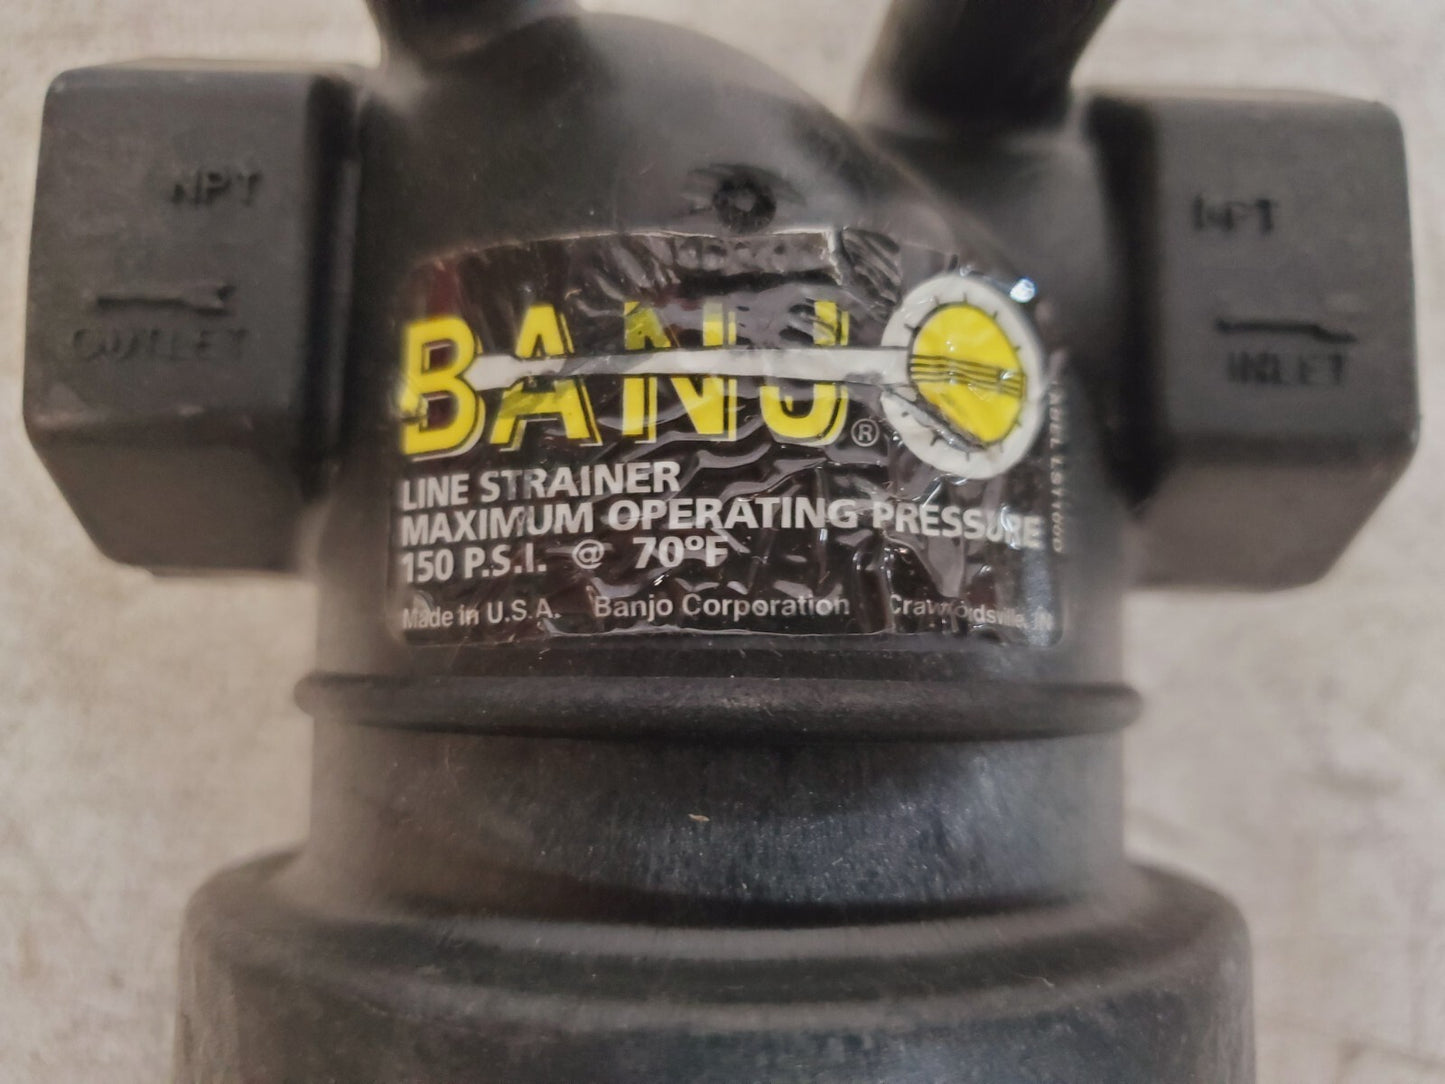 NPT
OUTLET
NPT
INLET
BANJO®
LINE STRAINER
MAXIMUM OPERATING PRESSURE
150 P.S.I. @ 70°F
Made in U.S.A. Banjo Corporation Crawfordsville, IN